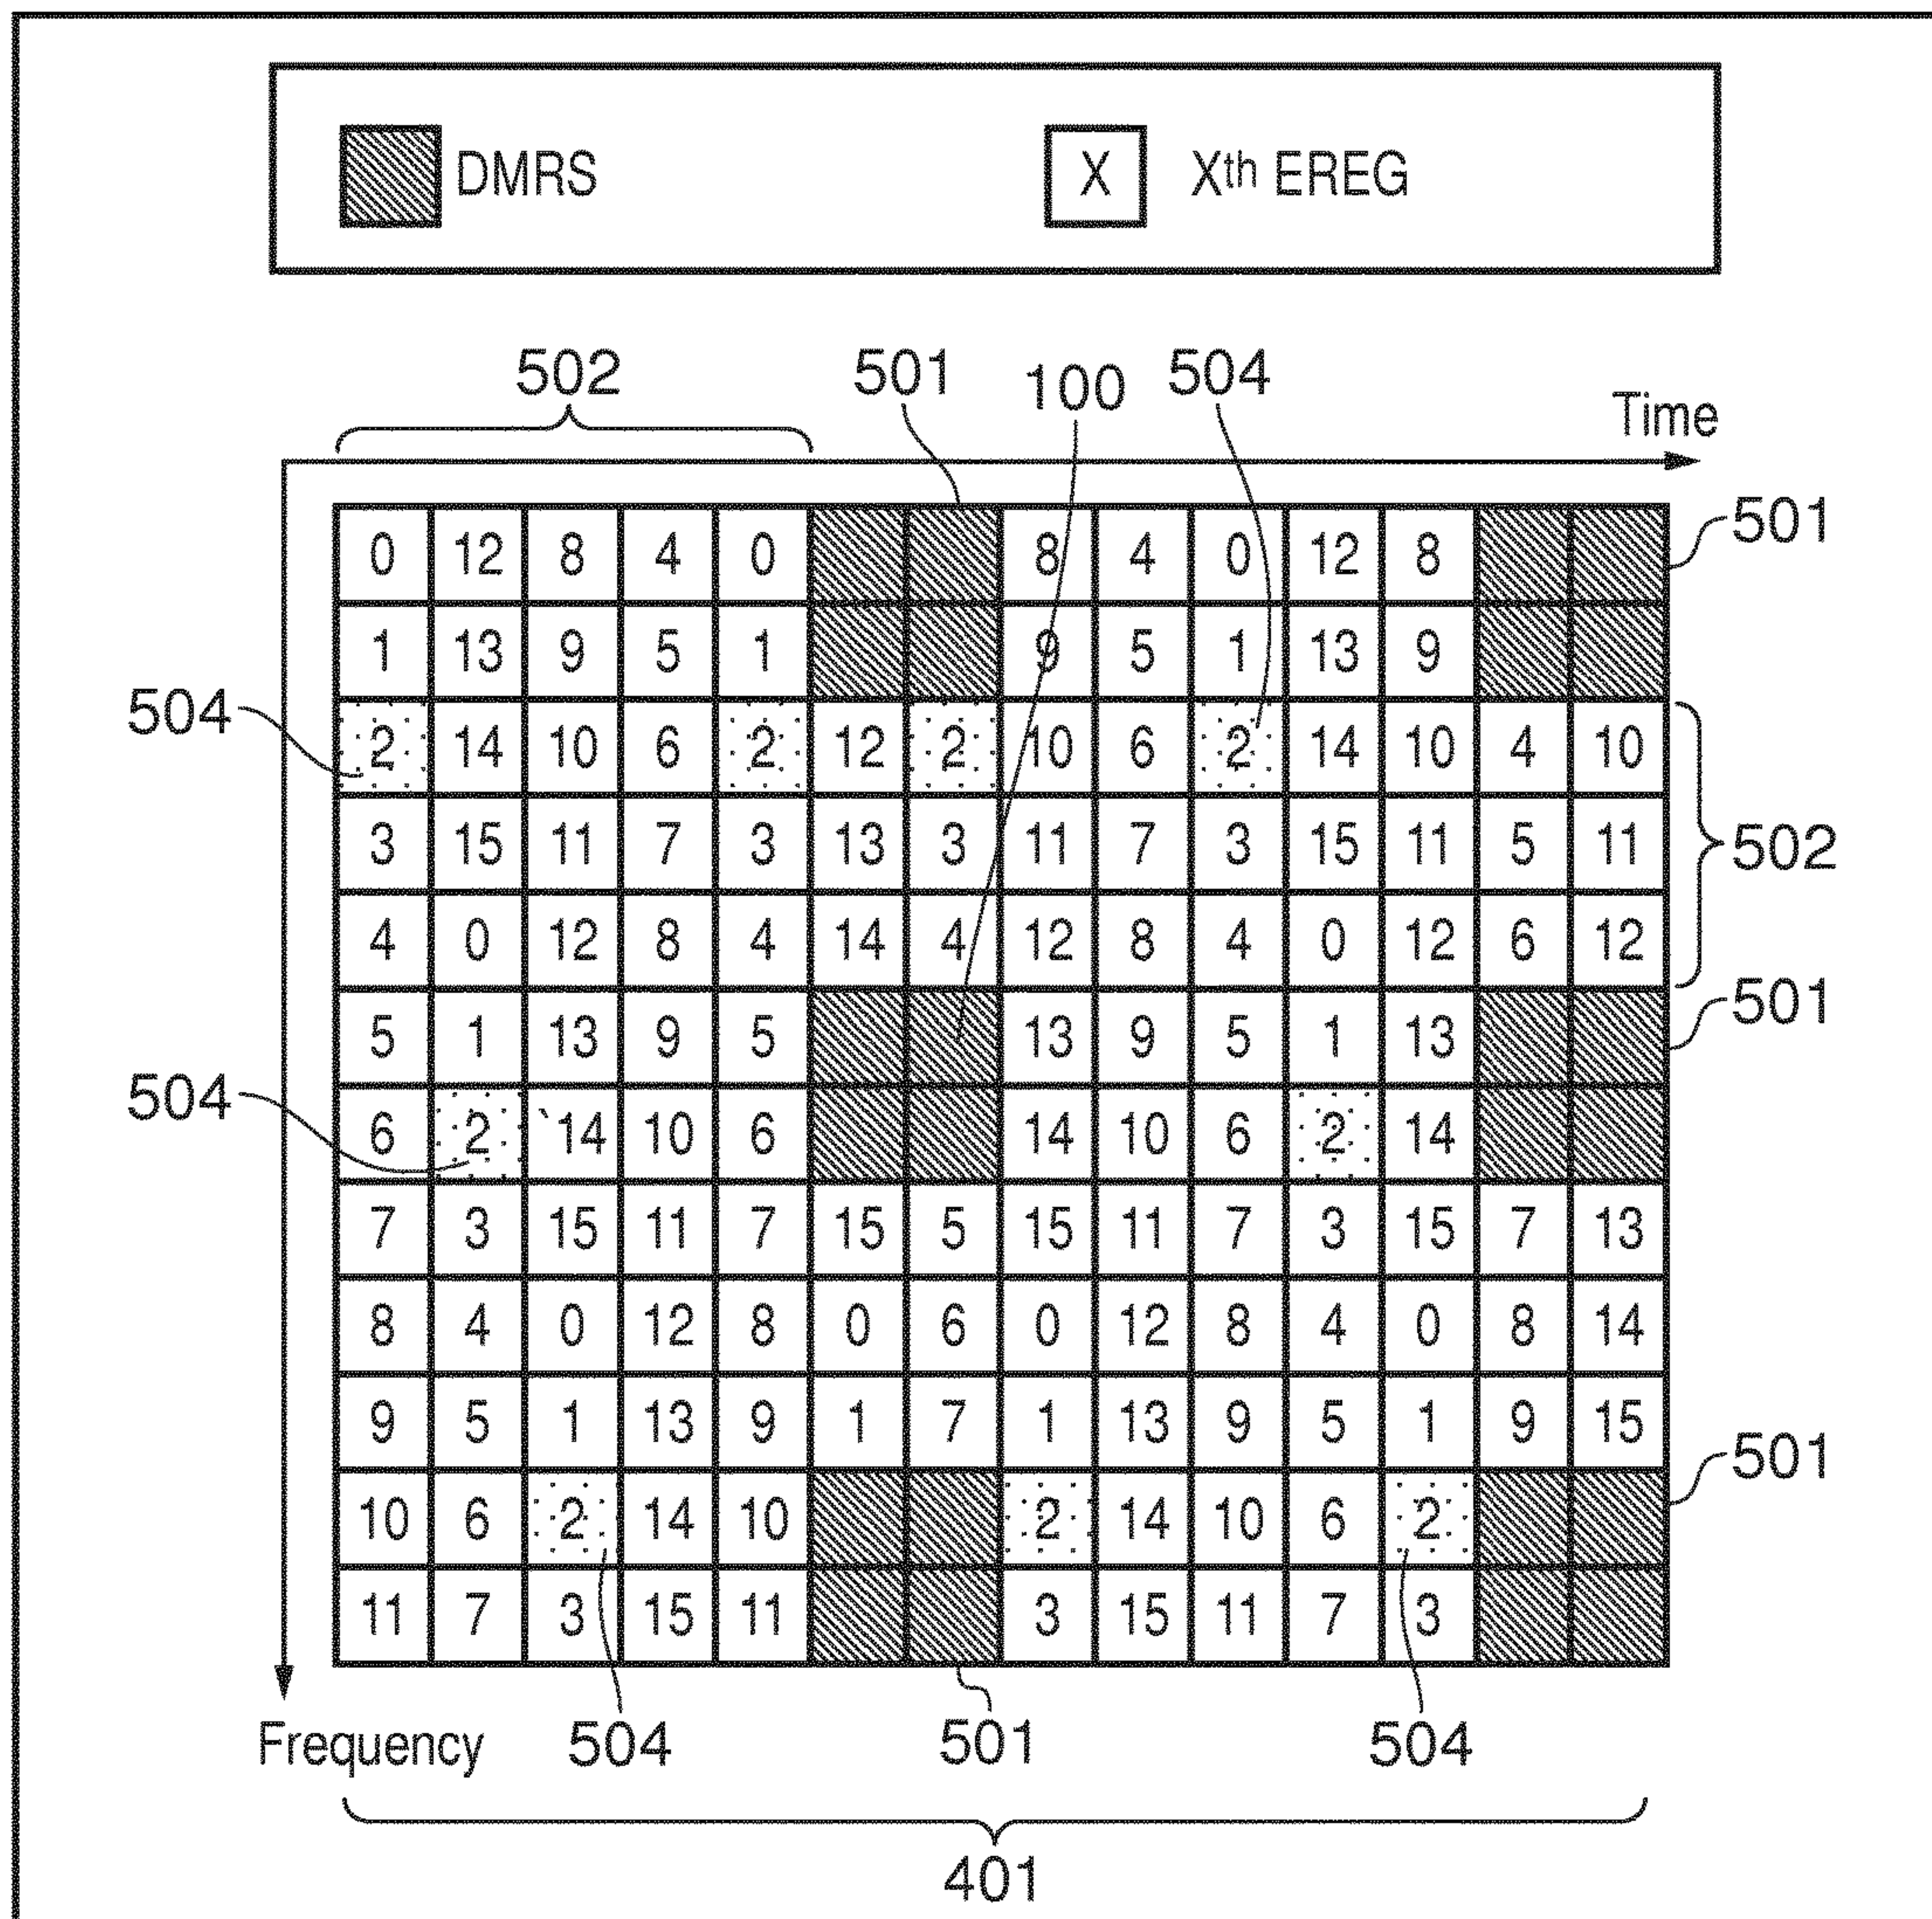 DMRS X Xth EREG
502 501 100 504
Time
0 12 8 4 0 8 4 0 12 8 501
1 13 9 5 1 9 5 1 13 9
504 2 14 10 6 2 12 2 10 6 2 14 10 4 10
3 15 11 7 3 13 3 11 7 3 15 11 5 11 502
4 0 12 8 4 14 4 12 8 4 0 12 6 12
5 1 13 9 5 13 9 5 1 13 501
504 6 2 14 10 6 14 10 6 2 14
7 3 15 11 7 15 5 15 11 7 3 15 7 13
8 4 0 12 8 0 6 0 12 8 4 0 8 14
9 5 1 13 9 1 7 1 13 9 5 1 9 15 501
10 6 2 14 10 2 14 10 6 2
11 7 3 15 11 3 15 11 7 3
Frequency 504 501 504
401